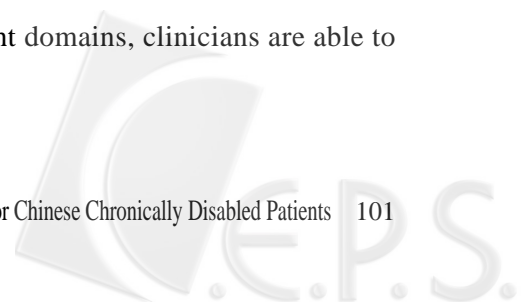 nt domains, clinicians are able to
or Chinese Chronically Disabled Patients 101
C.E.P.S.